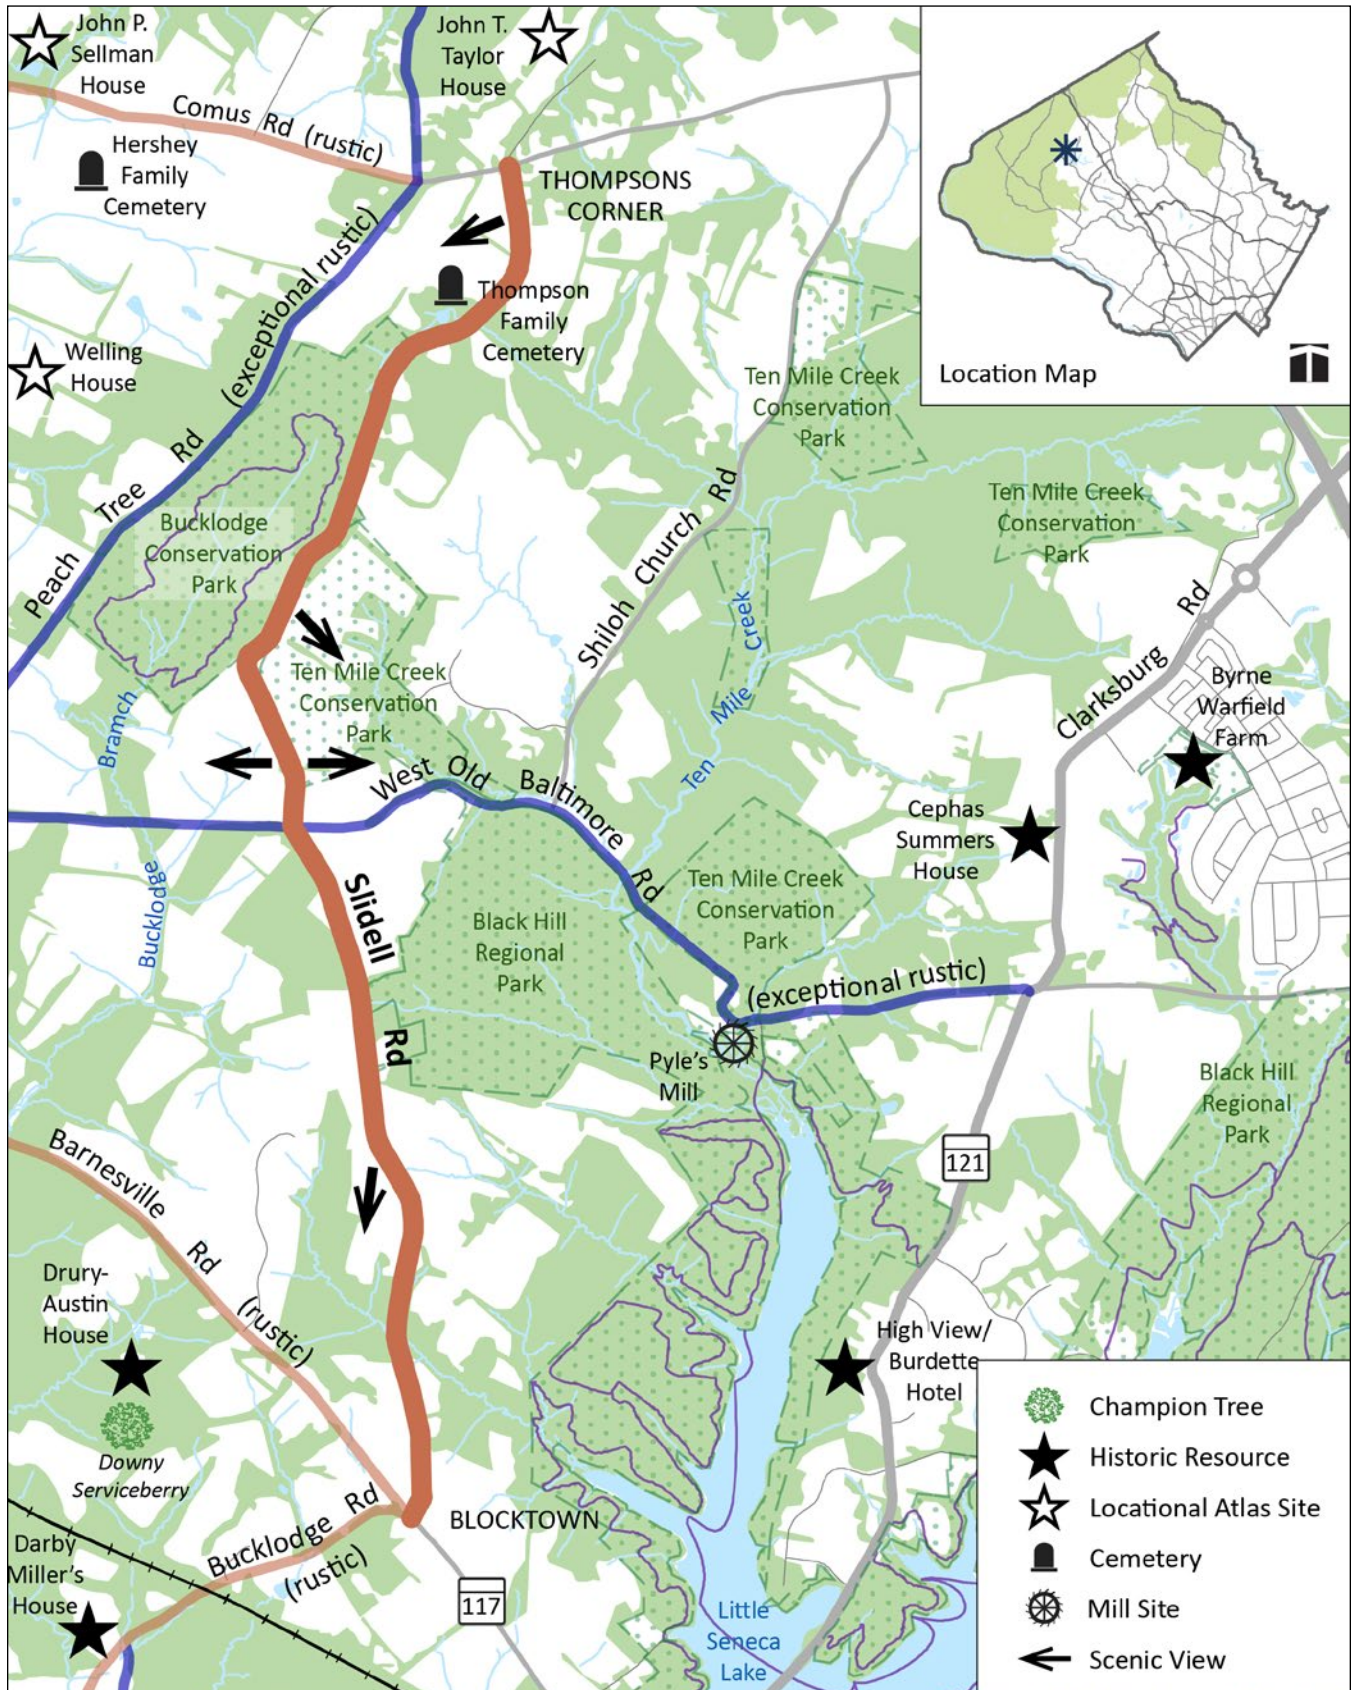 John P.
Sellman
House
John T.
Taylor
House
Comus Rd (rustic)
Hershey
Family
Cemetery
THOMPSONS
CORNER
Location Map
Thompson
Family
Cemetery
Welling
House
Peach Tree Rd (exceptional rustic)
Ten Mile Creek
Conservation
Park
Shiloh Church Rd
Ten Mile Creek
Conservation
Park
Bucklodge
Conservation
Park
Ten Mile Creek
Clarksburg Rd
Byrne
Warfield
Farm
Ten Mile Creek
Conservation
Park
Bucklodge Bramch
West Old Baltimore Rd
(exceptional rustic)
Cephas
Summers
House
Slidell Rd
Black Hill
Regional
Park
Ten Mile Creek
Conservation
Park
Pyle's
Mill
Black Hill
Regional
Park
121
Barnesville Rd (rustic)
Drury-
Austin
House
Downy
Serviceberry
High View/
Burdette
Hotel
BLOCKTOWN
Bucklodge Rd
(rustic)
Darby
Miller's
House
117
Little
Seneca
Lake
Champion Tree
Historic Resource
Locational Atlas Site
Cemetery
Mill Site
Scenic View